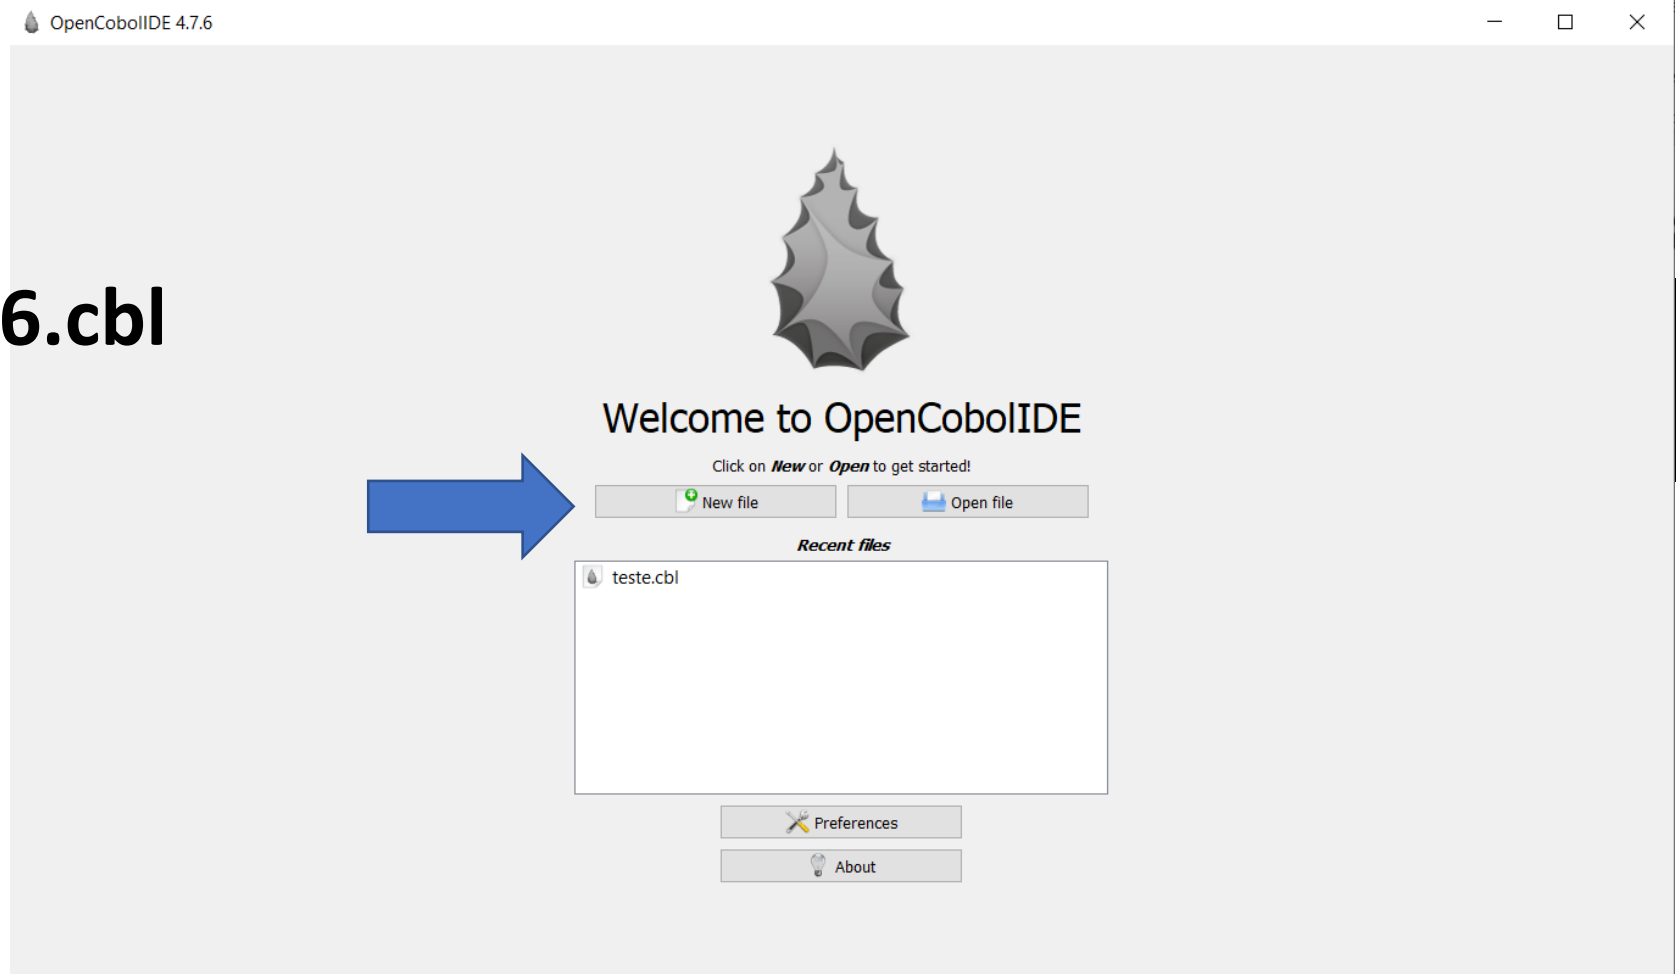 OpenCobolIDE 4.7.6
6.cbl
Welcome to OpenCobolIDE
Click on New or Open to get started!
New file
Open file
Recent files
teste.cbl
Preferences
About